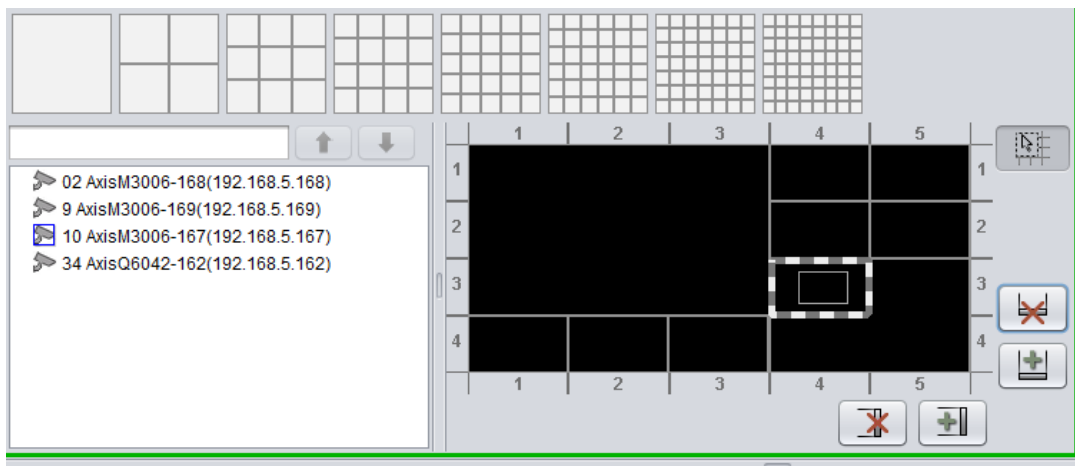 1 2 3 4 5
1 1
2 2
3 3
4 4
1 2 3 4 5
02 AxisM3006-168(192.168.5.168)
9 AxisM3006-169(192.168.5.169)
10 AxisM3006-167(192.168.5.167)
34 AxisQ6042-162(192.168.5.162)